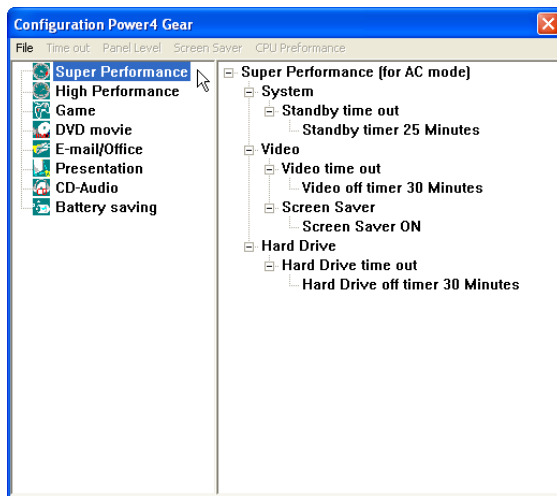 Configuration Power4 Gear
File Time out Panel Level Screen Saver CPU Preformance
Super Performance
High Performance
Game
DVD movie
E-mail/Office
Presentation
CD-Audio
Battery saving
Super Performance (for AC mode)
System
Standby time out
Standby timer 25 Minutes
Video
Video time out
Video off timer 30 Minutes
Screen Saver
Screen Saver ON
Hard Drive
Hard Drive time out
Hard Drive off timer 30 Minutes